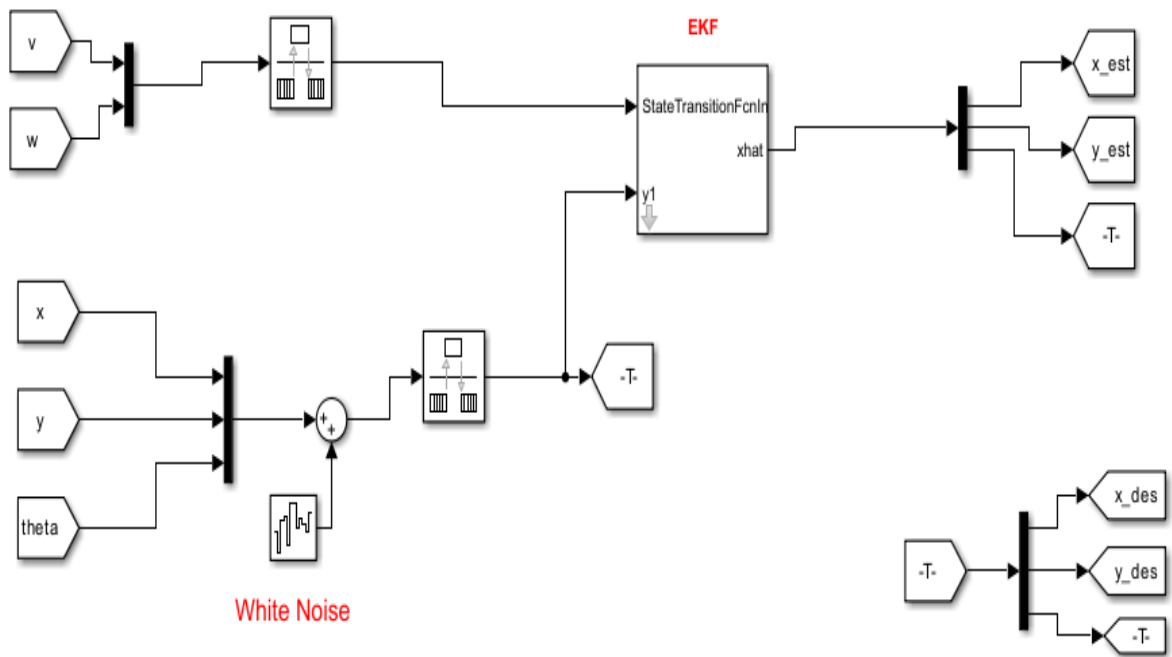 v
w
EKF
StateTransitionFcnIn
xhat
y1
x_est
y_est
-T-
x
y
theta
+
+
-T-
White Noise
-T-
x_des
y_des
-T-